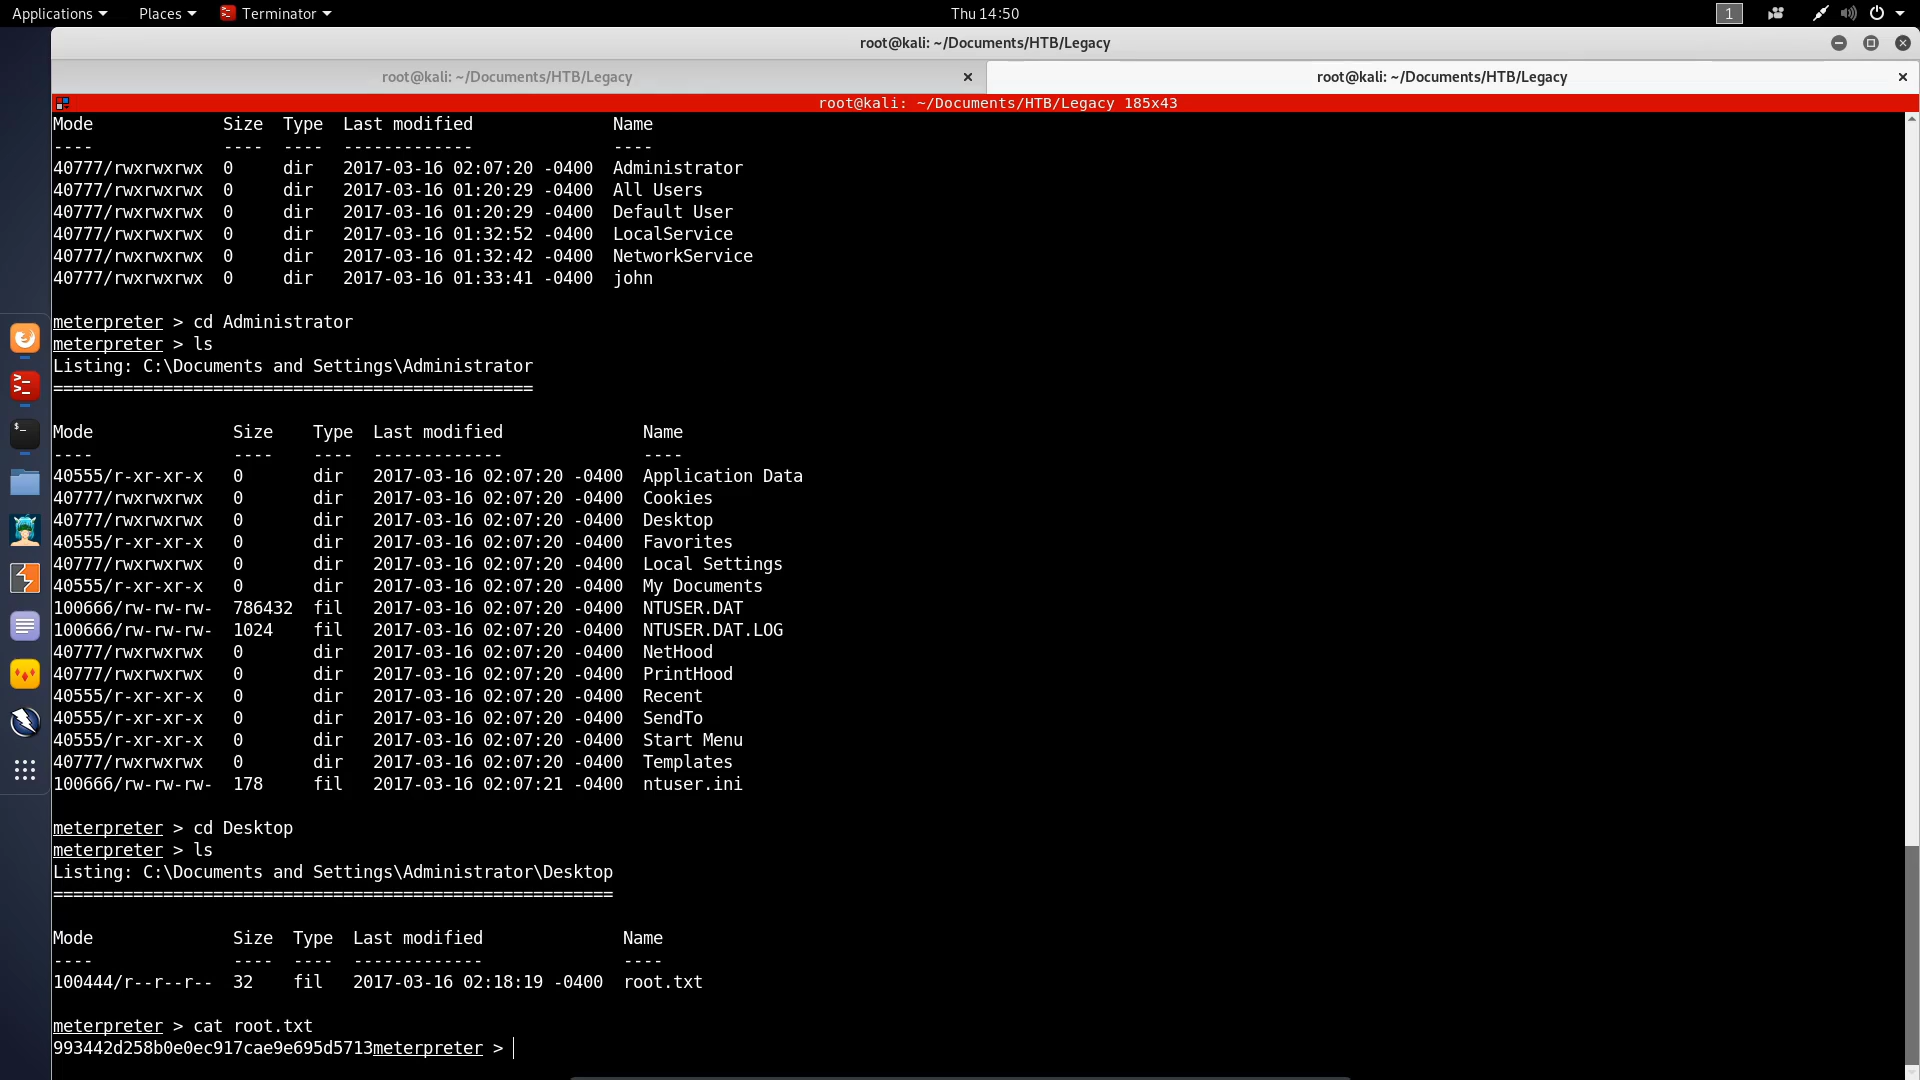 Applications Places Terminator Thu 14:50 1
root@kali: ~/Documents/HTB/Legacy
root@kali: ~/Documents/HTB/Legacy × root@kali: ~/Documents/HTB/Legacy ×
root@kali: ~/Documents/HTB/Legacy 185x43
Mode             Size  Type  Last modified              Name
----             ----  ----  -------------              ----
40777/rwxrwxrwx  0     dir   2017-03-16 02:07:20 -0400  Administrator
40777/rwxrwxrwx  0     dir   2017-03-16 01:20:29 -0400  All Users
40777/rwxrwxrwx  0     dir   2017-03-16 01:20:29 -0400  Default User
40777/rwxrwxrwx  0     dir   2017-03-16 01:32:52 -0400  LocalService
40777/rwxrwxrwx  0     dir   2017-03-16 01:32:42 -0400  NetworkService
40777/rwxrwxrwx  0     dir   2017-03-16 01:33:41 -0400  john
meterpreter > cd Administrator
meterpreter > ls
Listing: C:\Documents and Settings\Administrator
================================================
Mode              Size    Type  Last modified              Name
----              ----    ----  -------------              ----
40555/r-xr-xr-x   0       dir   2017-03-16 02:07:20 -0400  Application Data
40777/rwxrwxrwx   0       dir   2017-03-16 02:07:20 -0400  Cookies
40777/rwxrwxrwx   0       dir   2017-03-16 02:07:20 -0400  Desktop
40555/r-xr-xr-x   0       dir   2017-03-16 02:07:20 -0400  Favorites
40777/rwxrwxrwx   0       dir   2017-03-16 02:07:20 -0400  Local Settings
40555/r-xr-xr-x   0       dir   2017-03-16 02:07:20 -0400  My Documents
100666/rw-rw-rw-  786432  fil   2017-03-16 02:07:20 -0400  NTUSER.DAT
100666/rw-rw-rw-  1024    fil   2017-03-16 02:07:20 -0400  NTUSER.DAT.LOG
40777/rwxrwxrwx   0       dir   2017-03-16 02:07:20 -0400  NetHood
40777/rwxrwxrwx   0       dir   2017-03-16 02:07:20 -0400  PrintHood
40555/r-xr-xr-x   0       dir   2017-03-16 02:07:20 -0400  Recent
40555/r-xr-xr-x   0       dir   2017-03-16 02:07:20 -0400  SendTo
40555/r-xr-xr-x   0       dir   2017-03-16 02:07:20 -0400  Start Menu
40777/rwxrwxrwx   0       dir   2017-03-16 02:07:20 -0400  Templates
100666/rw-rw-rw-  178     fil   2017-03-16 02:07:21 -0400  ntuser.ini
meterpreter > cd Desktop
meterpreter > ls
Listing: C:\Documents and Settings\Administrator\Desktop
========================================================
Mode              Size  Type  Last modified              Name
----              ----  ----  -------------              ----
100444/r--r--r--  32    fil   2017-03-16 02:18:19 -0400  root.txt
meterpreter > cat root.txt
993442d258b0e0ec917cae9e695d5713meterpreter >